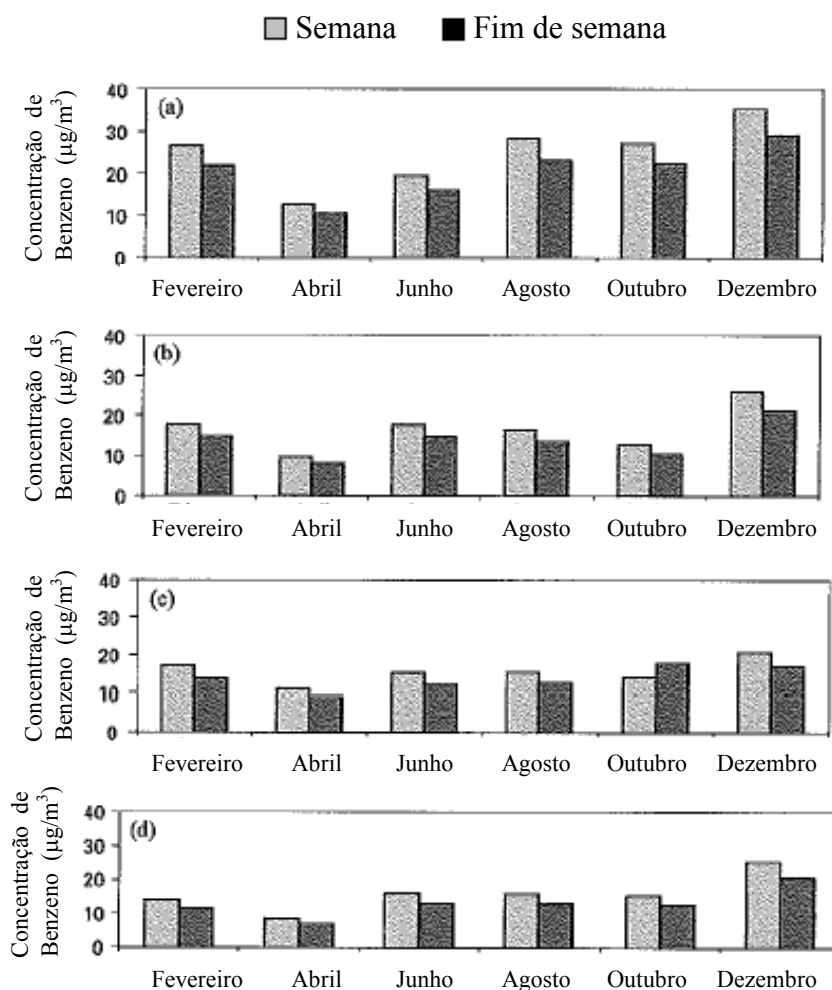 Semana Fim de semana
Concentração de
Benzeno (µg/m³)
(a)
40
30
20
10
0
Fevereiro Abril Junho Agosto Outubro Dezembro
Concentração de
Benzeno (µg/m³)
(b)
40
30
20
10
0
Fevereiro Abril Junho Agosto Outubro Dezembro
Concentração de
Benzeno (µg/m³)
(c)
40
30
20
10
0
Fevereiro Abril Junho Agosto Outubro Dezembro
Concentração de
Benzeno (µg/m³)
(d)
40
30
20
10
0
Fevereiro Abril Junho Agosto Outubro Dezembro